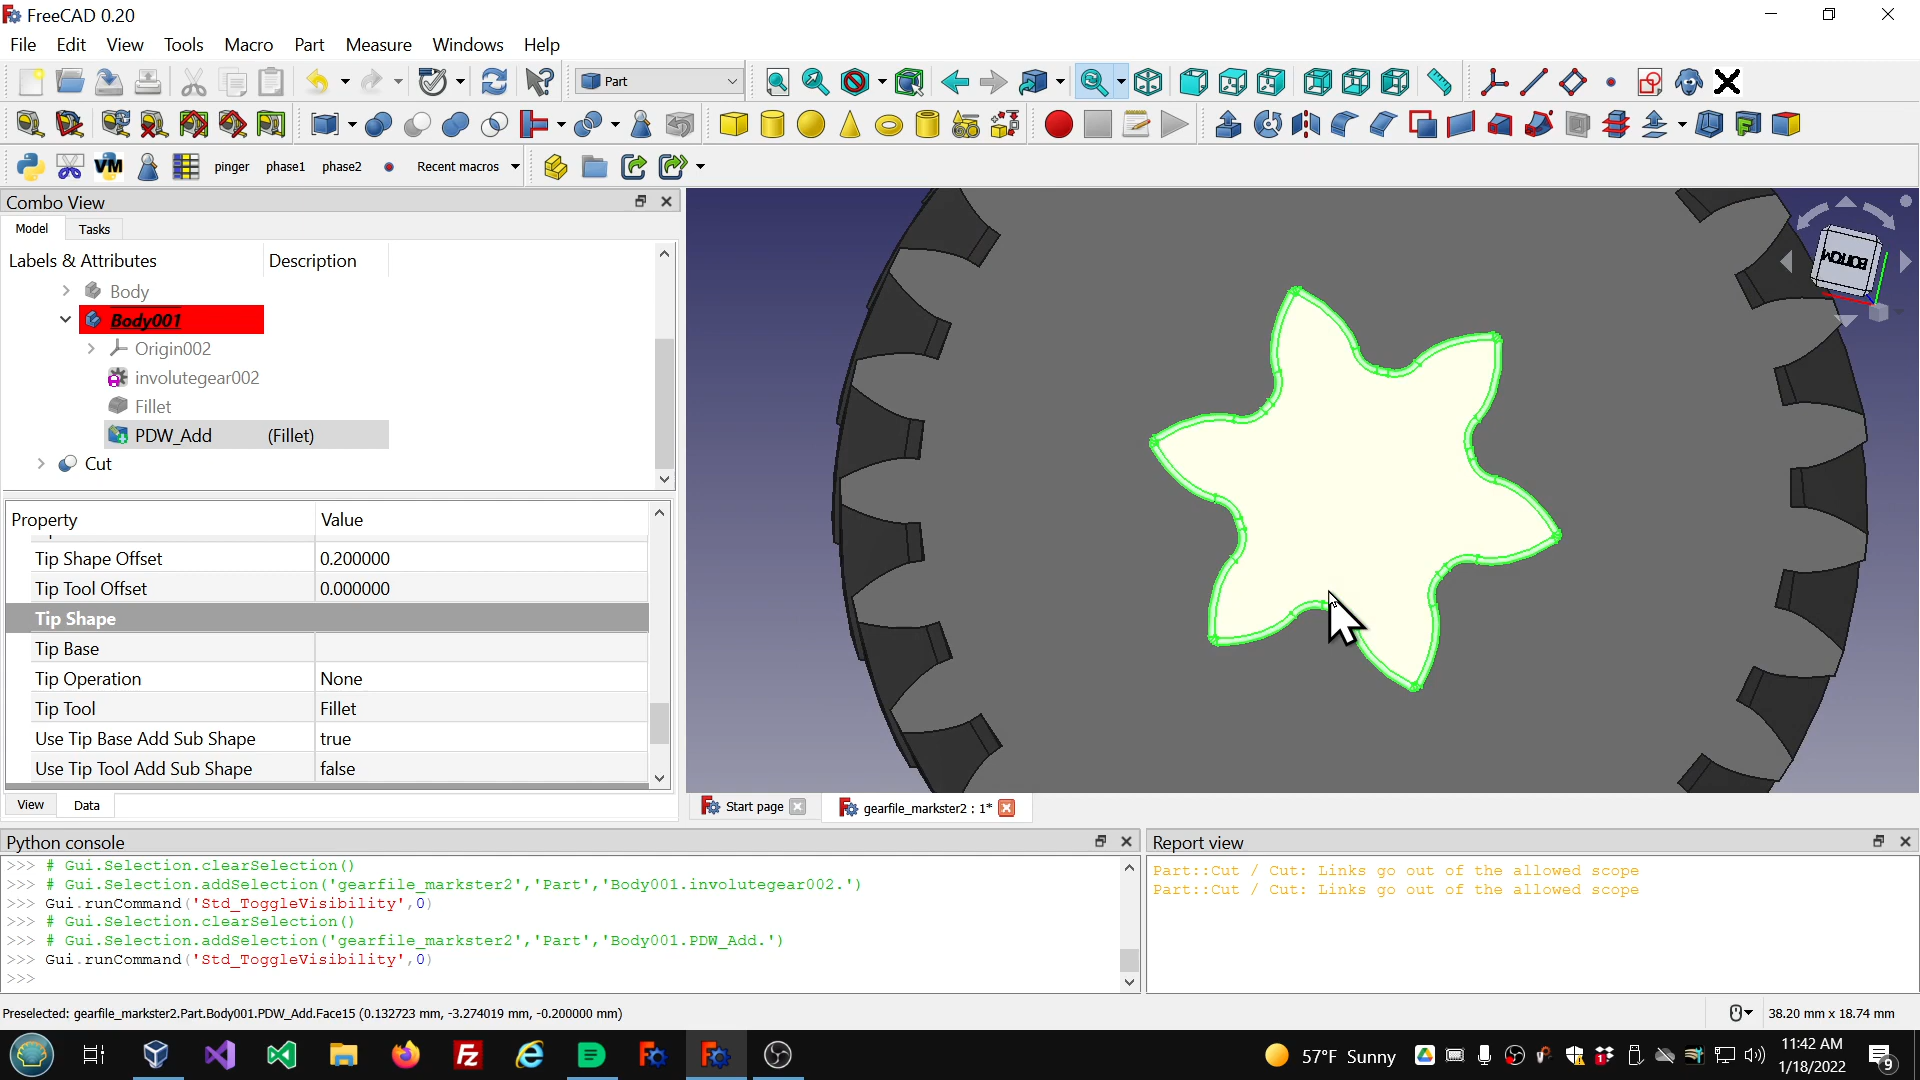 FreeCAD 0.20
File Edit View Tools Macro Part Measure Windows Help
Part
VM pinger phase1 phase2 Recent macros
Combo View
Model Tasks
Labels & Attributes Description
Body
Body001
Origin002
involutegear002
Fillet
PDW_Add (Fillet)
Cut
Property Value
Tip Shape Offset 0.200000
Tip Tool Offset 0.000000
Tip Shape
Tip Base
Tip Operation None
Tip Tool Fillet
Use Tip Base Add Sub Shape true
Use Tip Tool Add Sub Shape false
View Data
BOTTOM
Start page gearfile_markster2 : 1*
Python console
>>> # Gui.Selection.clearSelection()
>>> # Gui.Selection.addSelection('gearfile_markster2','Part','Body001.involutegear002.')
>>> Gui.runCommand('Std_ToggleVisibility',0)
>>> # Gui.Selection.clearSelection()
>>> # Gui.Selection.addSelection('gearfile_markster2','Part','Body001.PDW_Add.')
>>> Gui.runCommand('Std_ToggleVisibility',0)
>>>
Report view
Part::Cut / Cut: Links go out of the allowed scope
Part::Cut / Cut: Links go out of the allowed scope
Preselected: gearfile_markster2.Part.Body001.PDW_Add.Face15 (0.132723 mm, -3.274019 mm, -0.200000 mm)
38.20 mm x 18.74 mm
57°F Sunny
11:42 AM
1/18/2022
9